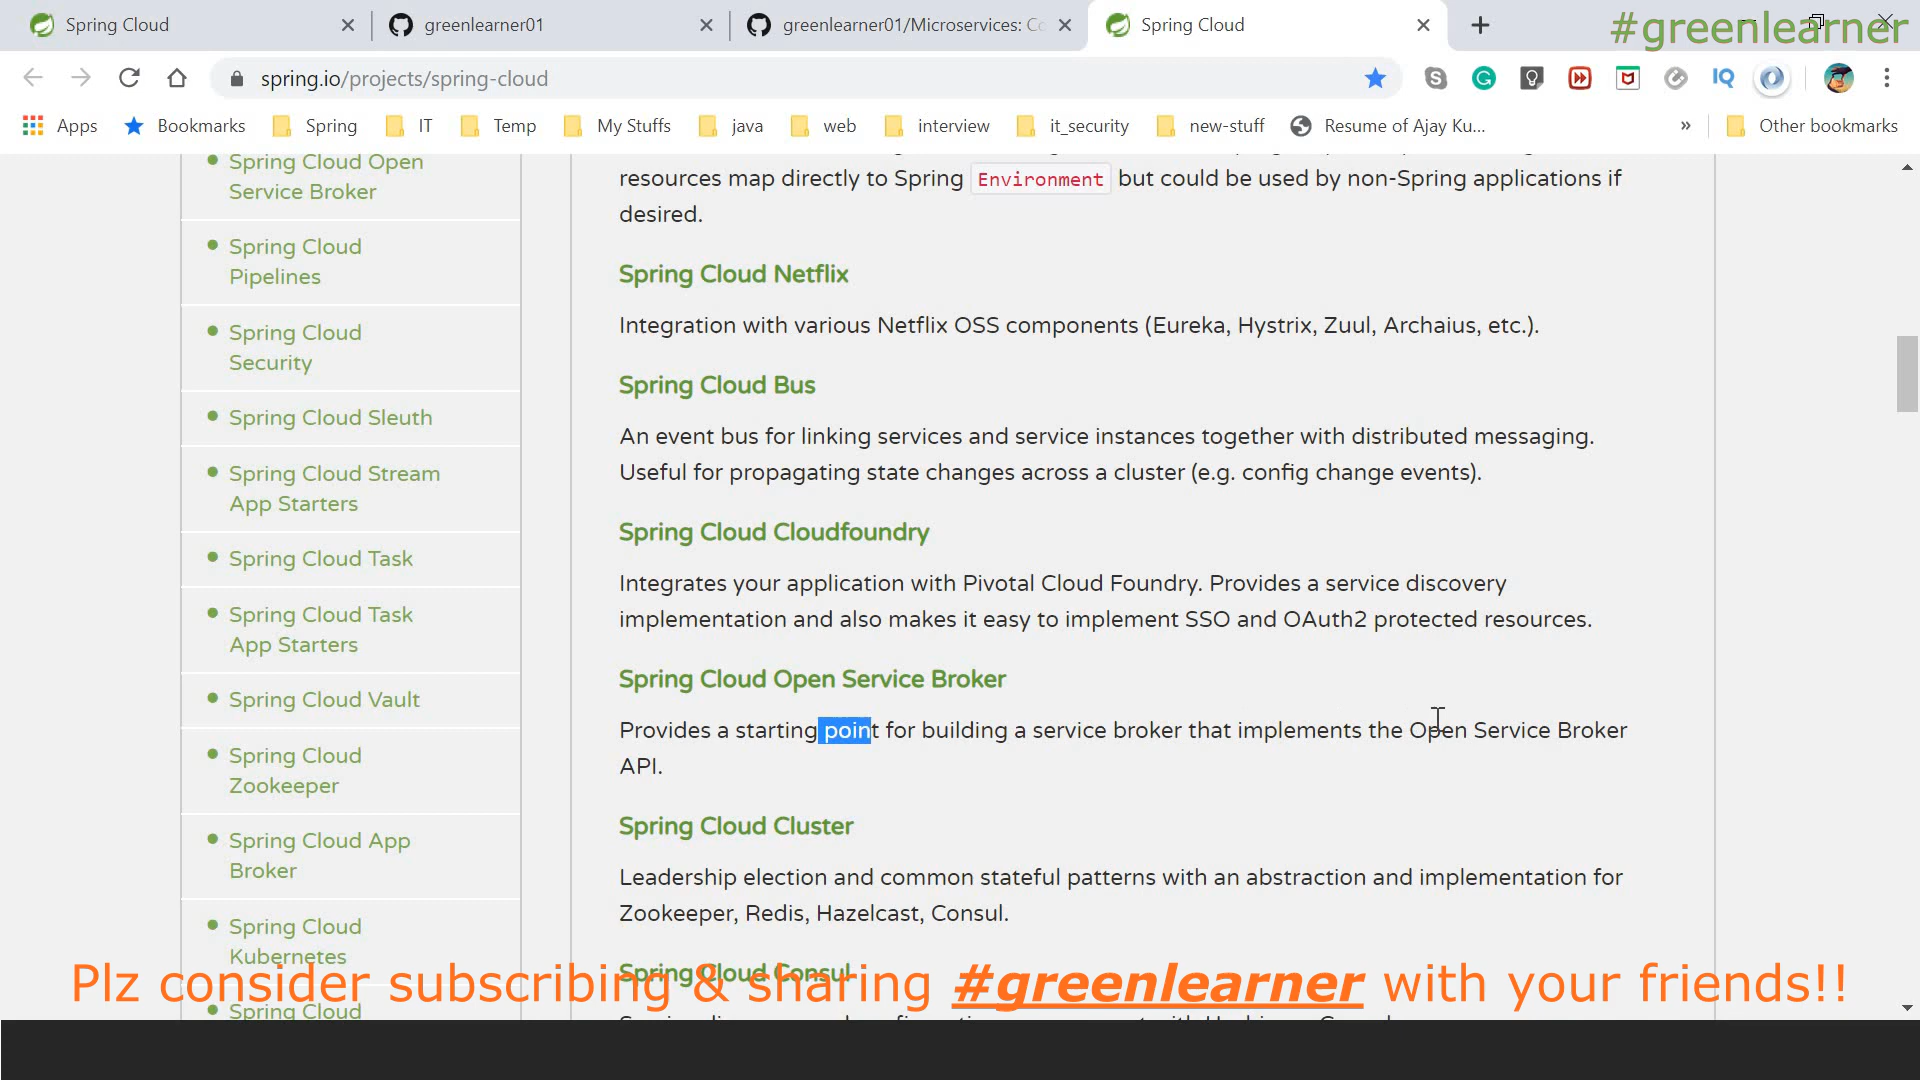 Spring Cloud
greenlearner01
greenlearner01/Microservices: Co
Spring Cloud
#greenlearner
spring.io/projects/spring-cloud
Apps
Bookmarks
Spring
IT
Temp
My Stuffs
java
web
interview
it_security
new-stuff
Resume of Ajay Ku...
»
Other bookmarks
Spring Cloud Open
Service Broker
Spring Cloud
Pipelines
Spring Cloud
Security
Spring Cloud Sleuth
Spring Cloud Stream
App Starters
Spring Cloud Task
Spring Cloud Task
App Starters
Spring Cloud Vault
Spring Cloud
Zookeeper
Spring Cloud App
Broker
Spring Cloud
Kubernetes
Spring Cloud
resources map directly to Spring Environment but could be used by non-Spring applications if
desired.
Spring Cloud Netflix
Integration with various Netflix OSS components (Eureka, Hystrix, Zuul, Archaius, etc.).
Spring Cloud Bus
An event bus for linking services and service instances together with distributed messaging.
Useful for propagating state changes across a cluster (e.g. config change events).
Spring Cloud Cloudfoundry
Integrates your application with Pivotal Cloud Foundry. Provides a service discovery
implementation and also makes it easy to implement SSO and OAuth2 protected resources.
Spring Cloud Open Service Broker
Provides a starting point for building a service broker that implements the Open Service Broker
API.
Spring Cloud Cluster
Leadership election and common stateful patterns with an abstraction and implementation for
Zookeeper, Redis, Hazelcast, Consul.
Spring Cloud Consul
Plz consider subscribing & sharing #greenlearner with your friends!!